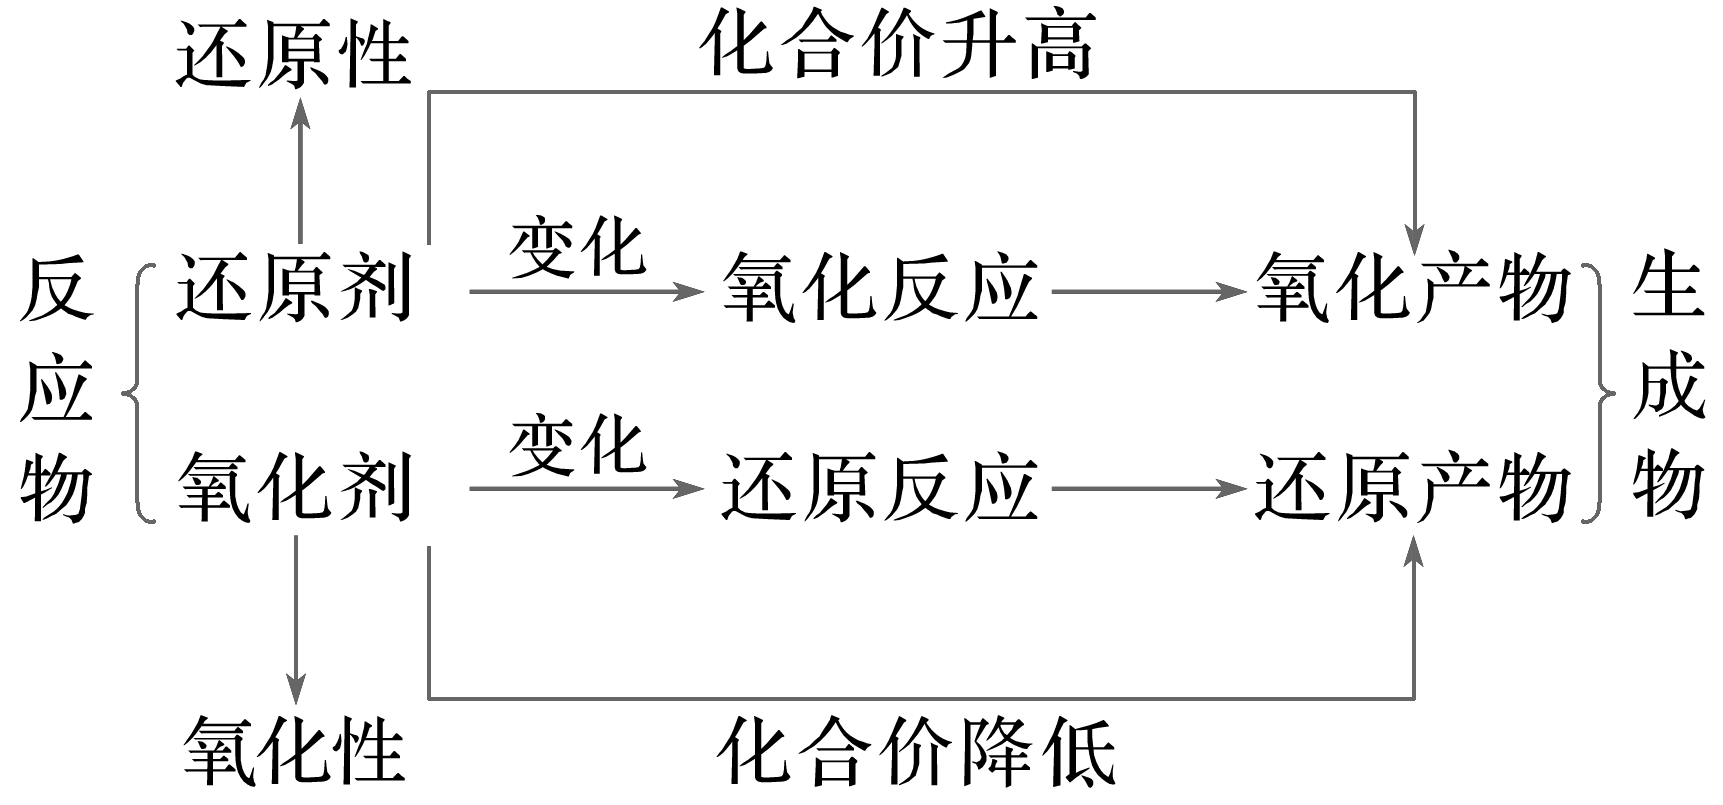 还原性
化合价升高
反应物
还原剂
变化
氧化反应
氧化产物
生成物
氧化剂
变化
还原反应
还原产物
氧化性
化合价降低